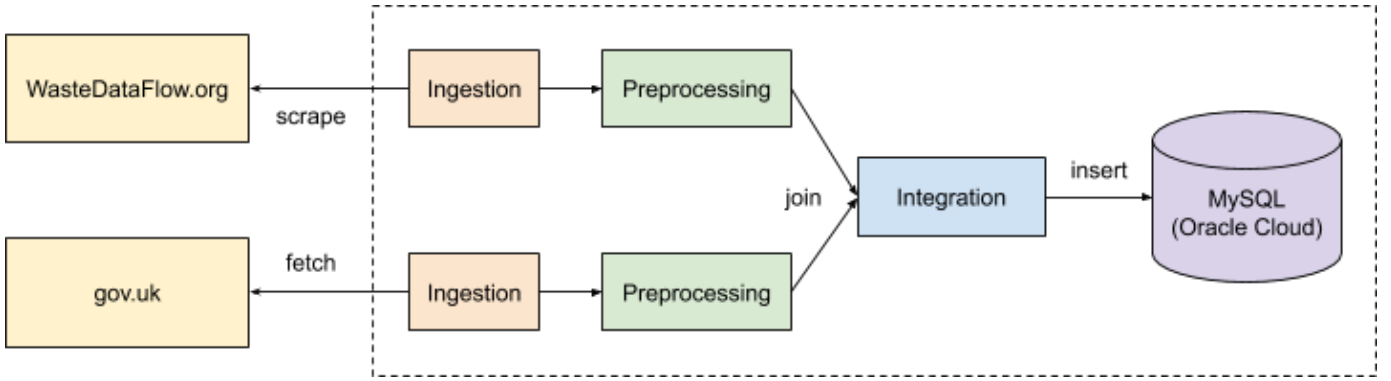 WasteDataFlow.org
scrape
Ingestion
Preprocessing
join
Integration
insert
MySQL
(Oracle Cloud)
gov.uk
fetch
Ingestion
Preprocessing